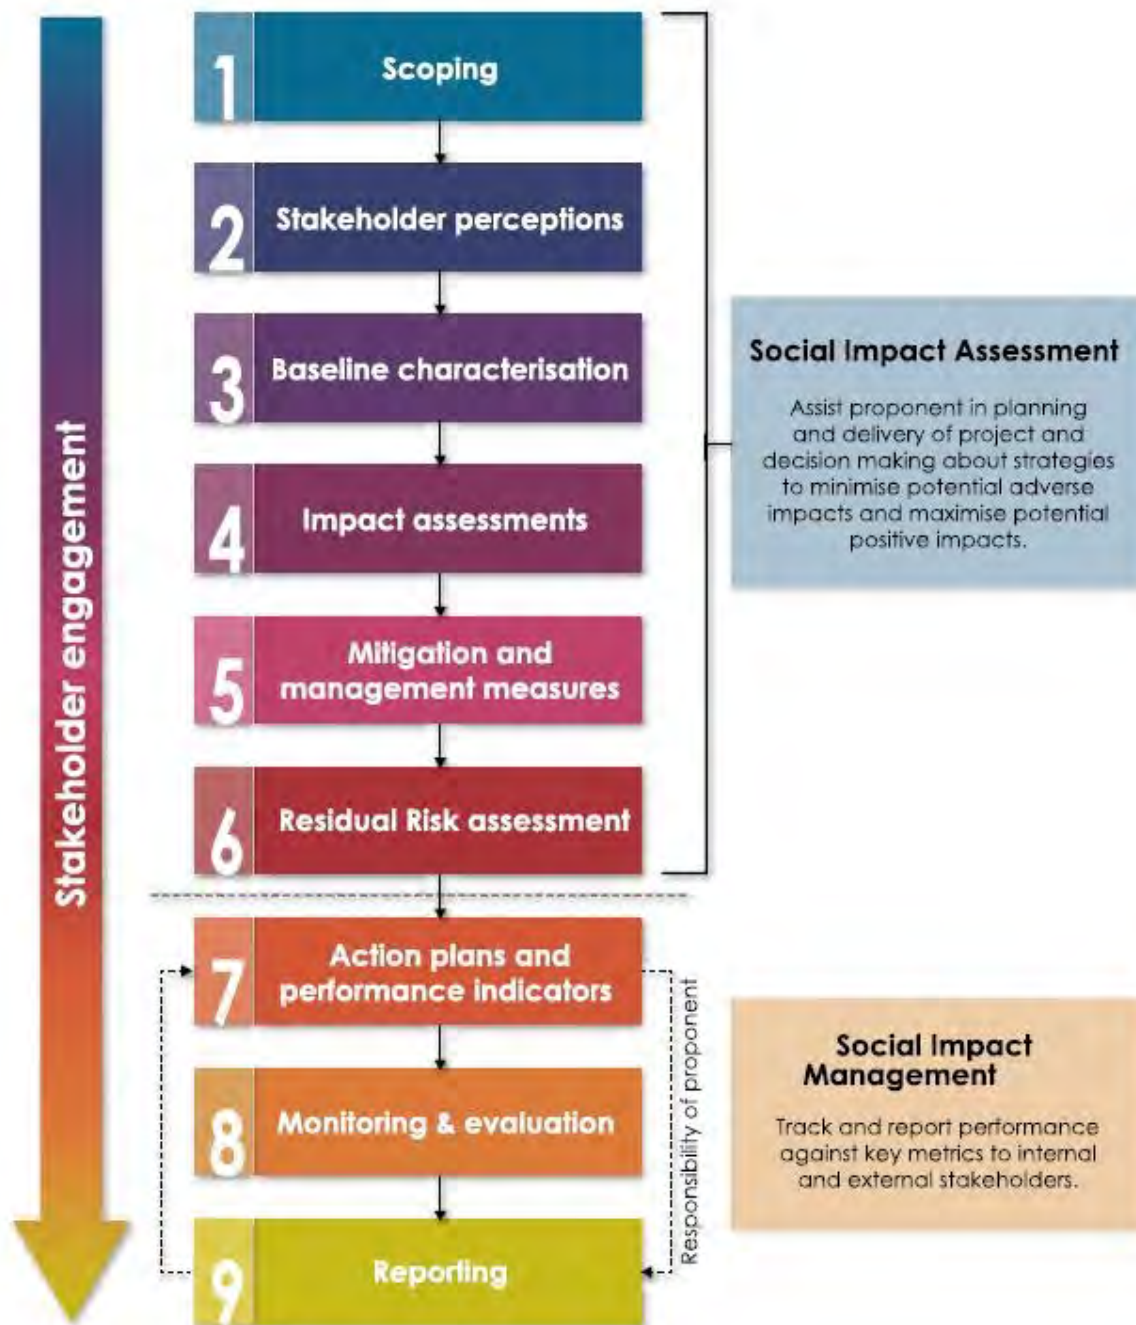 Stakeholder engagement
1
Scoping
2
Stakeholder perceptions
3
Baseline characterisation
4
Impact assessments
5
Mitigation and
management measures
6
Residual Risk assessment
Social Impact Assessment
Assist proponent in planning
and delivery of project and
decision making about strategies
to minimise potential adverse
impacts and maximise potential
positive impacts.
7
Action plans and
performance indicators
8
Monitoring & evaluation
9
Reporting
Responsibility of proponent
Social Impact
Management
Track and report performance
against key metrics to internal
and external stakeholders.